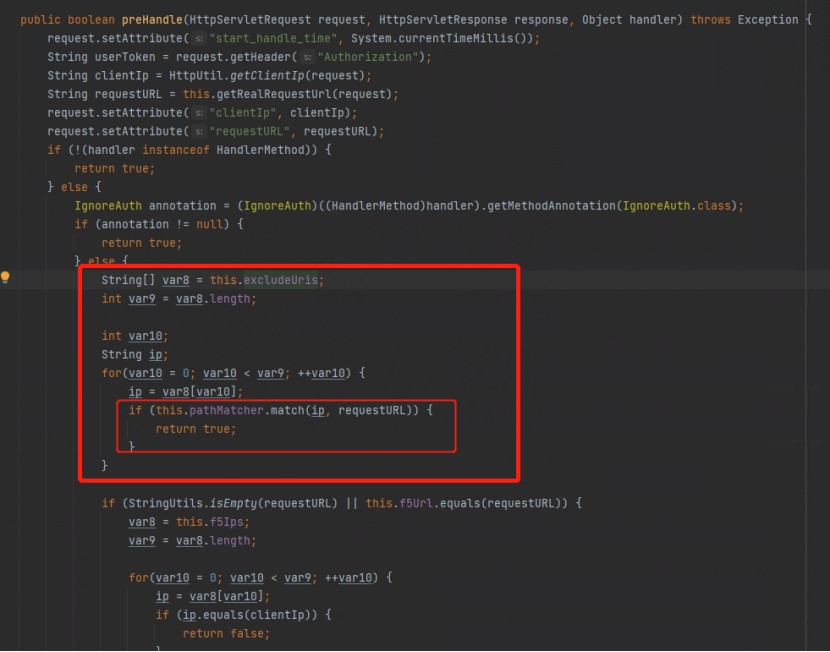 public boolean preHandle(HttpServletRequest request, HttpServletResponse response, Object handler) throws Exception {
request.setAttribute( s: "start_handle_time", System.currentTimeMillis());
String userToken = request.getHeader( s: "Authorization");
String clientIp = HttpUtil.getClientIp(request);
String requestURL = this.getRealRequestUrl(request);
request.setAttribute( s: "clientIp", clientIp);
request.setAttribute( s: "requestURL", requestURL);
if (!(handler instanceof HandlerMethod)) {
return true;
} else {
IgnoreAuth annotation = (IgnoreAuth)((HandlerMethod)handler).getMethodAnnotation(IgnoreAuth.class);
if (annotation != null) {
return true;
} else {
String[] var8 = this.excludeUris;
int var9 = var8.length;
int var10;
String ip;
for(var10 = 0; var10 < var9; ++var10) {
ip = var8[var10];
if (this.pathMatcher.match(ip, requestURL)) {
return true;
}
}
if (StringUtils.isEmpty(requestURL) || this.f5Url.equals(requestURL)) {
var8 = this.f5Ips;
var9 = var8.length;
for(var10 = 0; var10 < var9; ++var10) {
ip = var8[var10];
if (ip.equals(clientIp)) {
return false;
}